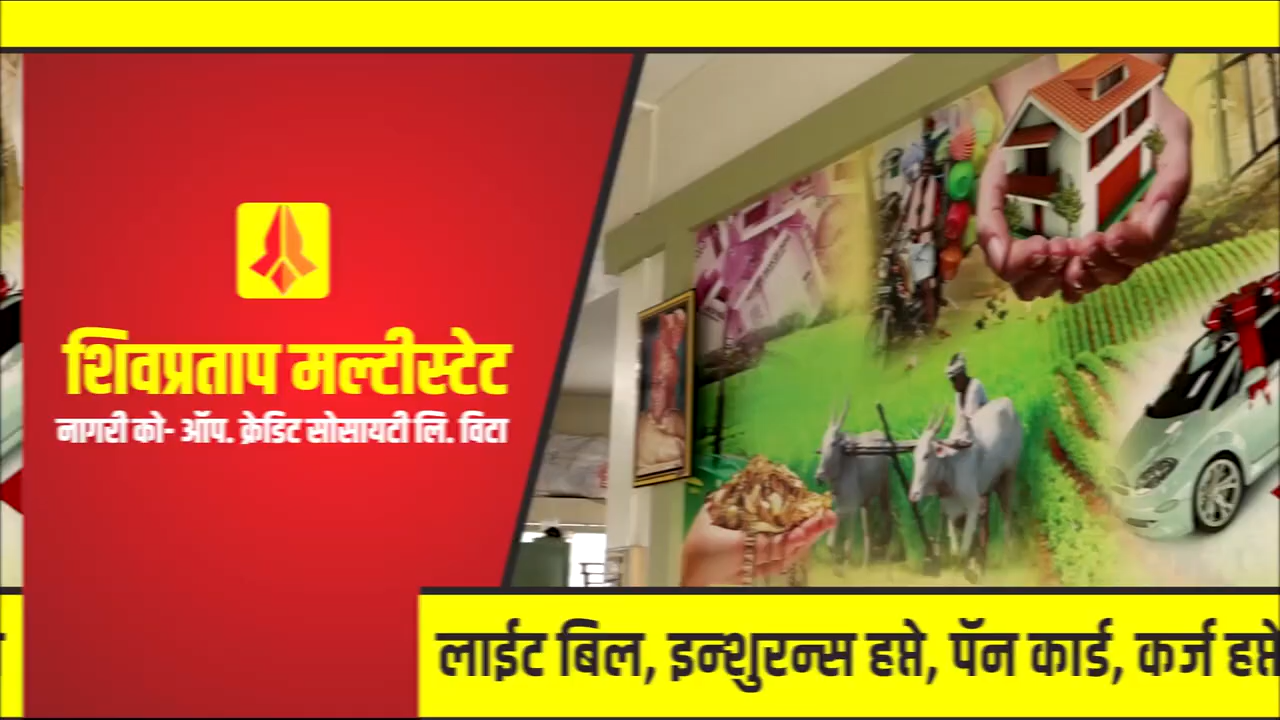 शिवप्रताप मल्टीस्टेट
नागरी को- ऑप. क्रेडिट सोसायटी लि. विटा
लाईट बिल, इन्शुरन्स हप्ते, पॅन कार्ड, कर्ज हप्ते